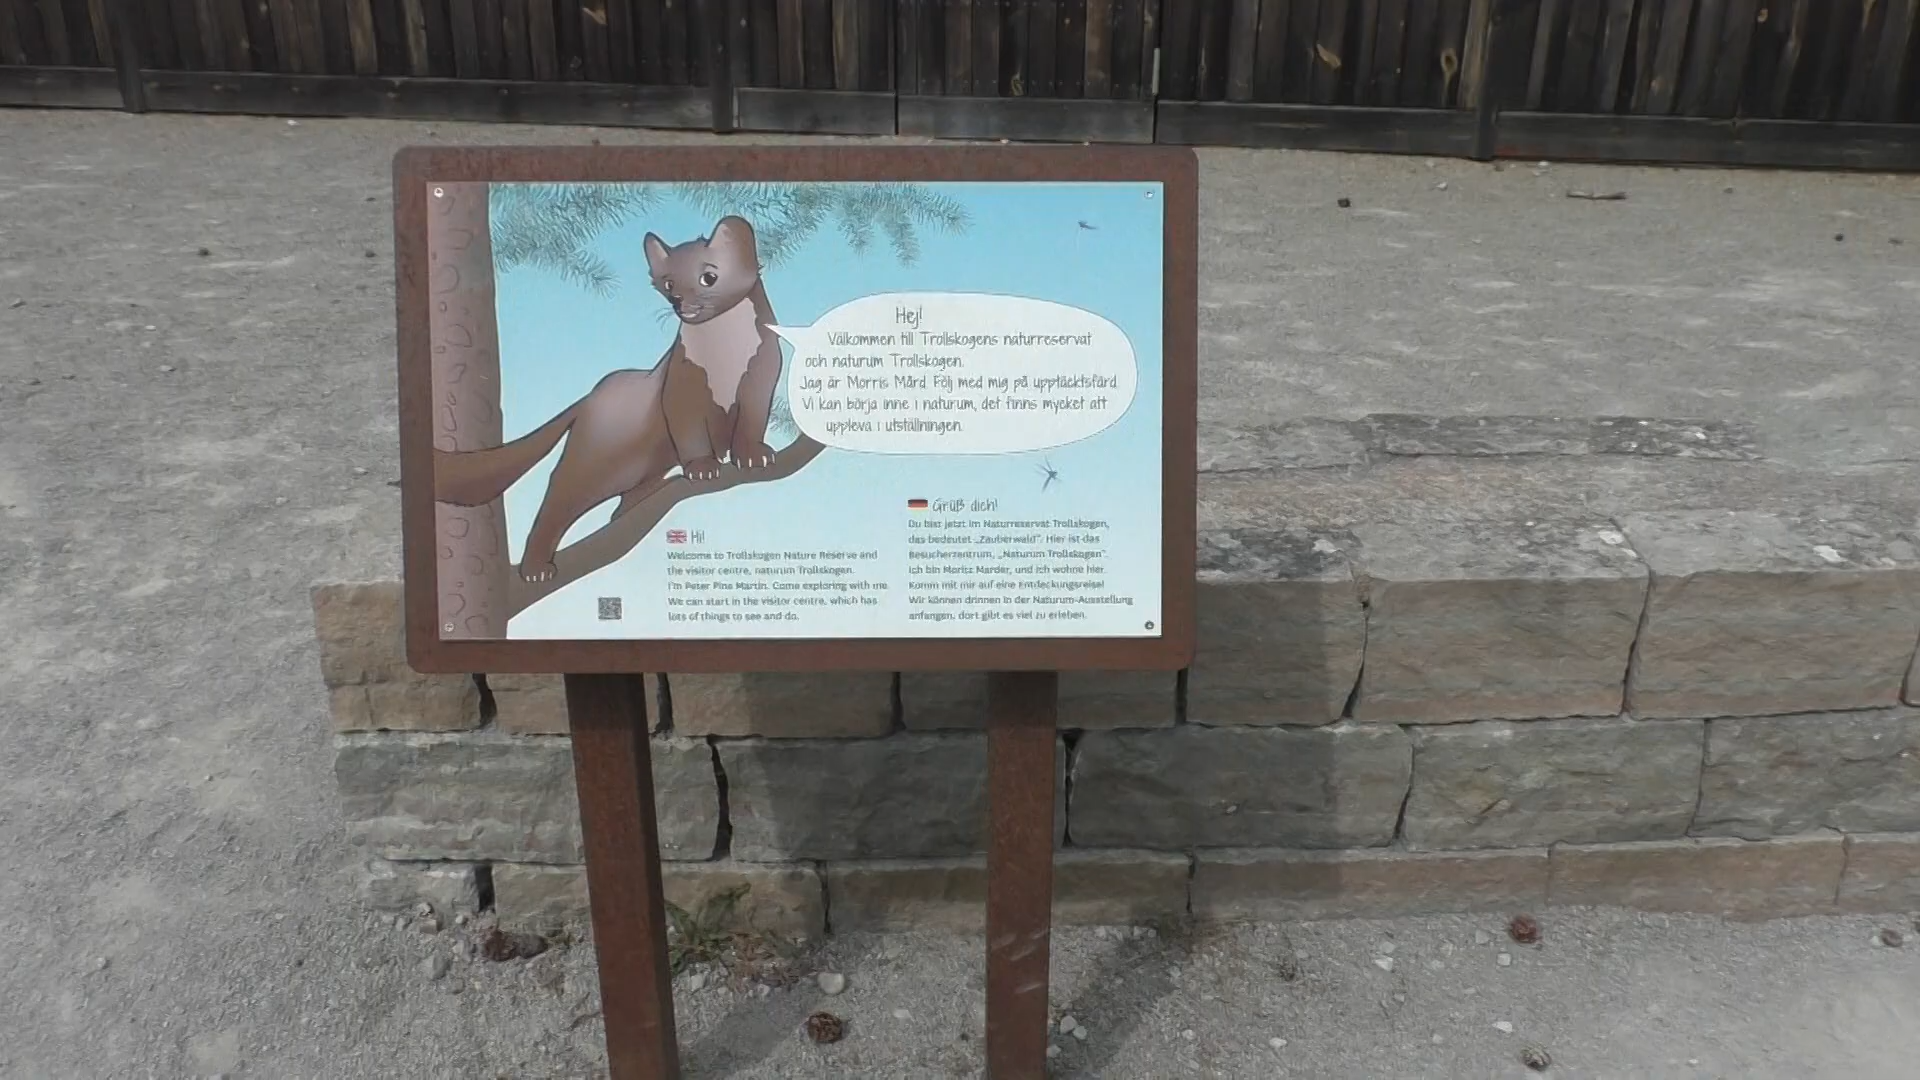 Hej!
Välkommen till Trollskogens naturreservat
och naturum Trollskogen.
Jag är Morris Mård. Följ med mig på upptäcktsfärd.
Vi kan börja inne i naturum, det finns mycket att
uppleva i utställningen.
Hi!
Welcome to Trollskogen Nature Reserve and
the visitor centre, naturum Trollskogen.
I'm Peter Pine Martin. Come exploring with me.
We can start in the visitor centre, which has
lots of things to see and do.
Grüß dich!
Du bist jetzt im Naturreservat Trollskogen,
das bedeutet „Zauberwald“. Hier ist das
Besucherzentrum, „Naturum Trollskogen“.
Ich bin Moritz Marder, und ich wohne hier.
Komm mit mir auf eine Entdeckungsreise!
Wir können drinnen in der Naturum-Ausstellung
anfangen, dort gibt es viel zu erleben.